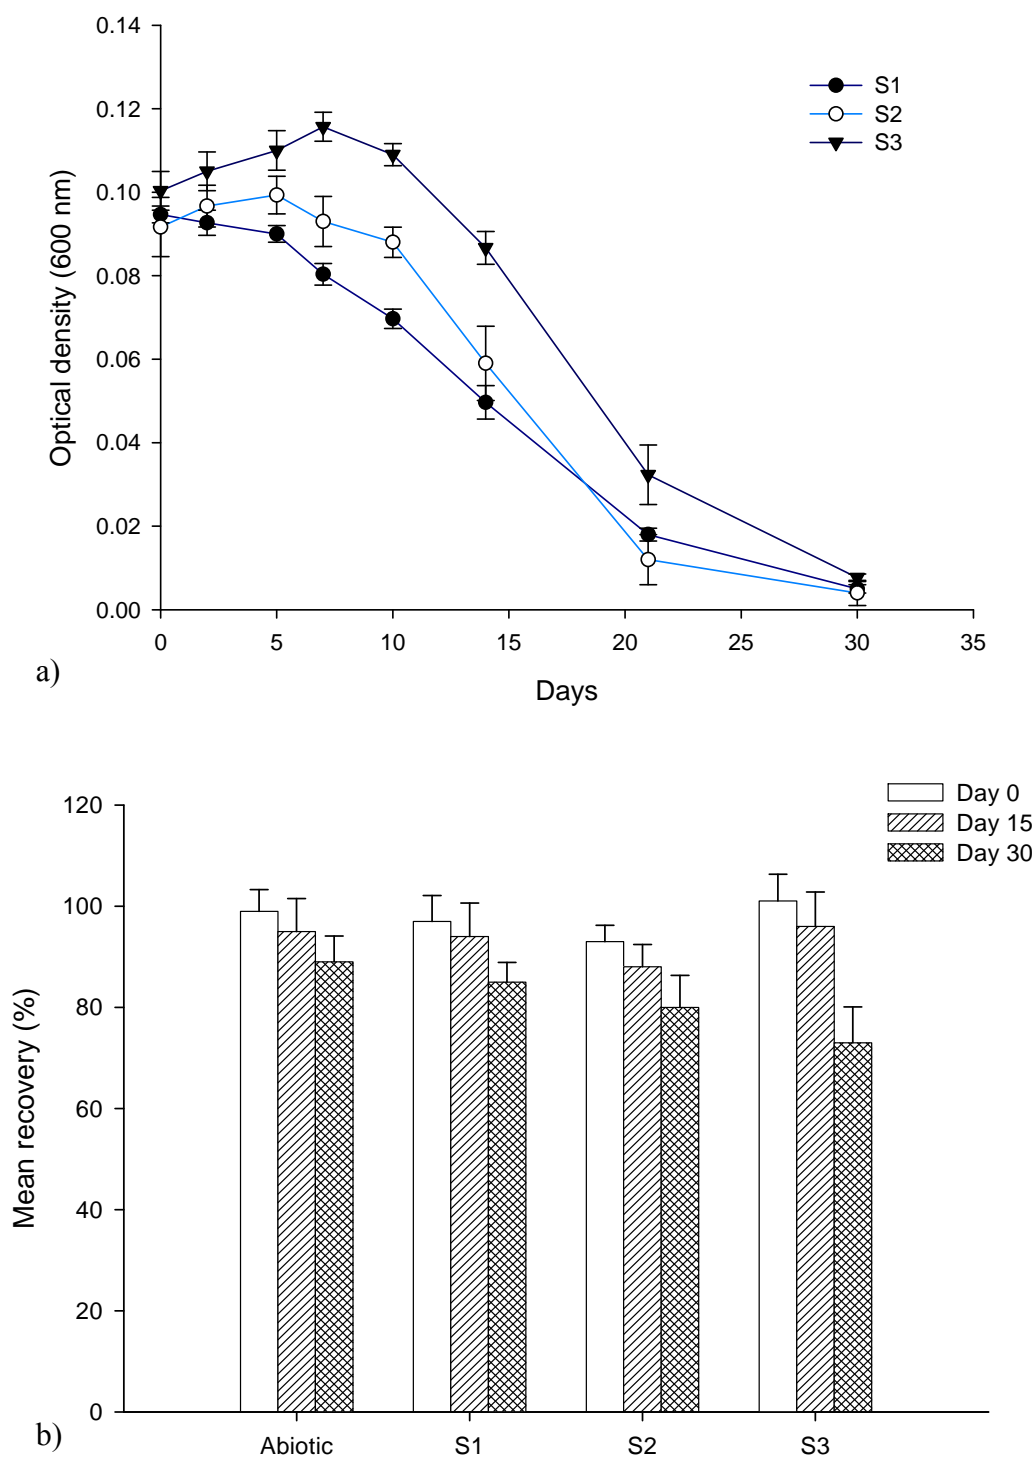 0.14
0.12
0.10
0.08
0.06
0.04
0.02
0.00
Optical density (600 nm)
S1
S2
S3
0 5 10 15 20 25 30 35
Days
a)
120
100
80
60
40
20
0
Mean recovery (%)
Day 0
Day 15
Day 30
Abiotic S1 S2 S3
b)